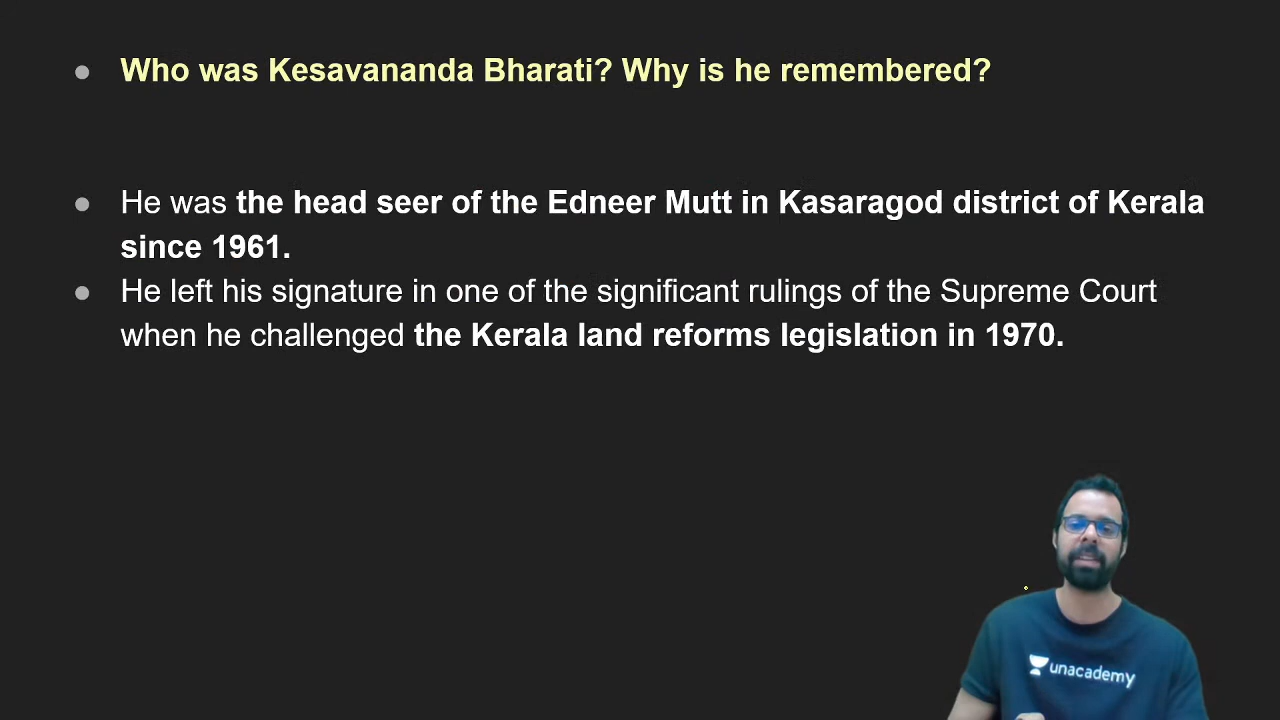 Who was Kesavananda Bharati? Why is he remembered?
He was the head seer of the Edneer Mutt in Kasaragod district of Kerala
since 1961.
He left his signature in one of the significant rulings of the Supreme Court
when he challenged the Kerala land reforms legislation in 1970.
unacademy